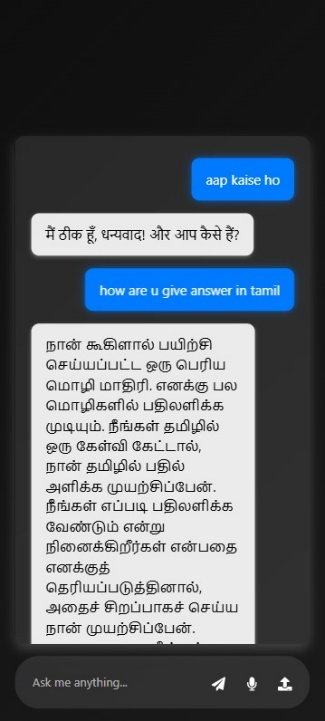 aap kaise ho
मैं ठीक हूँ, धन्यवाद! और आप कैसे हैं?
how are u give answer in tamil
நான் கூகிளால் பயிற்சி
செய்யப்பட்ட ஒரு பெரிய
மொழி மாதிரி. எனக்கு பல
மொழிகளில் பதிலளிக்க
முடியும். நீங்கள் தமிழில்
ஒரு கேள்வி கேட்டால்,
நான் தமிழில் பதில்
அளிக்க முயற்சிப்பேன்.
நீங்கள் எப்படி பதிலளிக்க
வேண்டும் என்று
நினைக்கிறீர்கள் என்பதை
எனக்குத்
தெரியப்படுத்தினால்,
அதைச் சிறப்பாகச் செய்ய
நான் முயற்சிப்பேன்.
Ask me anything...